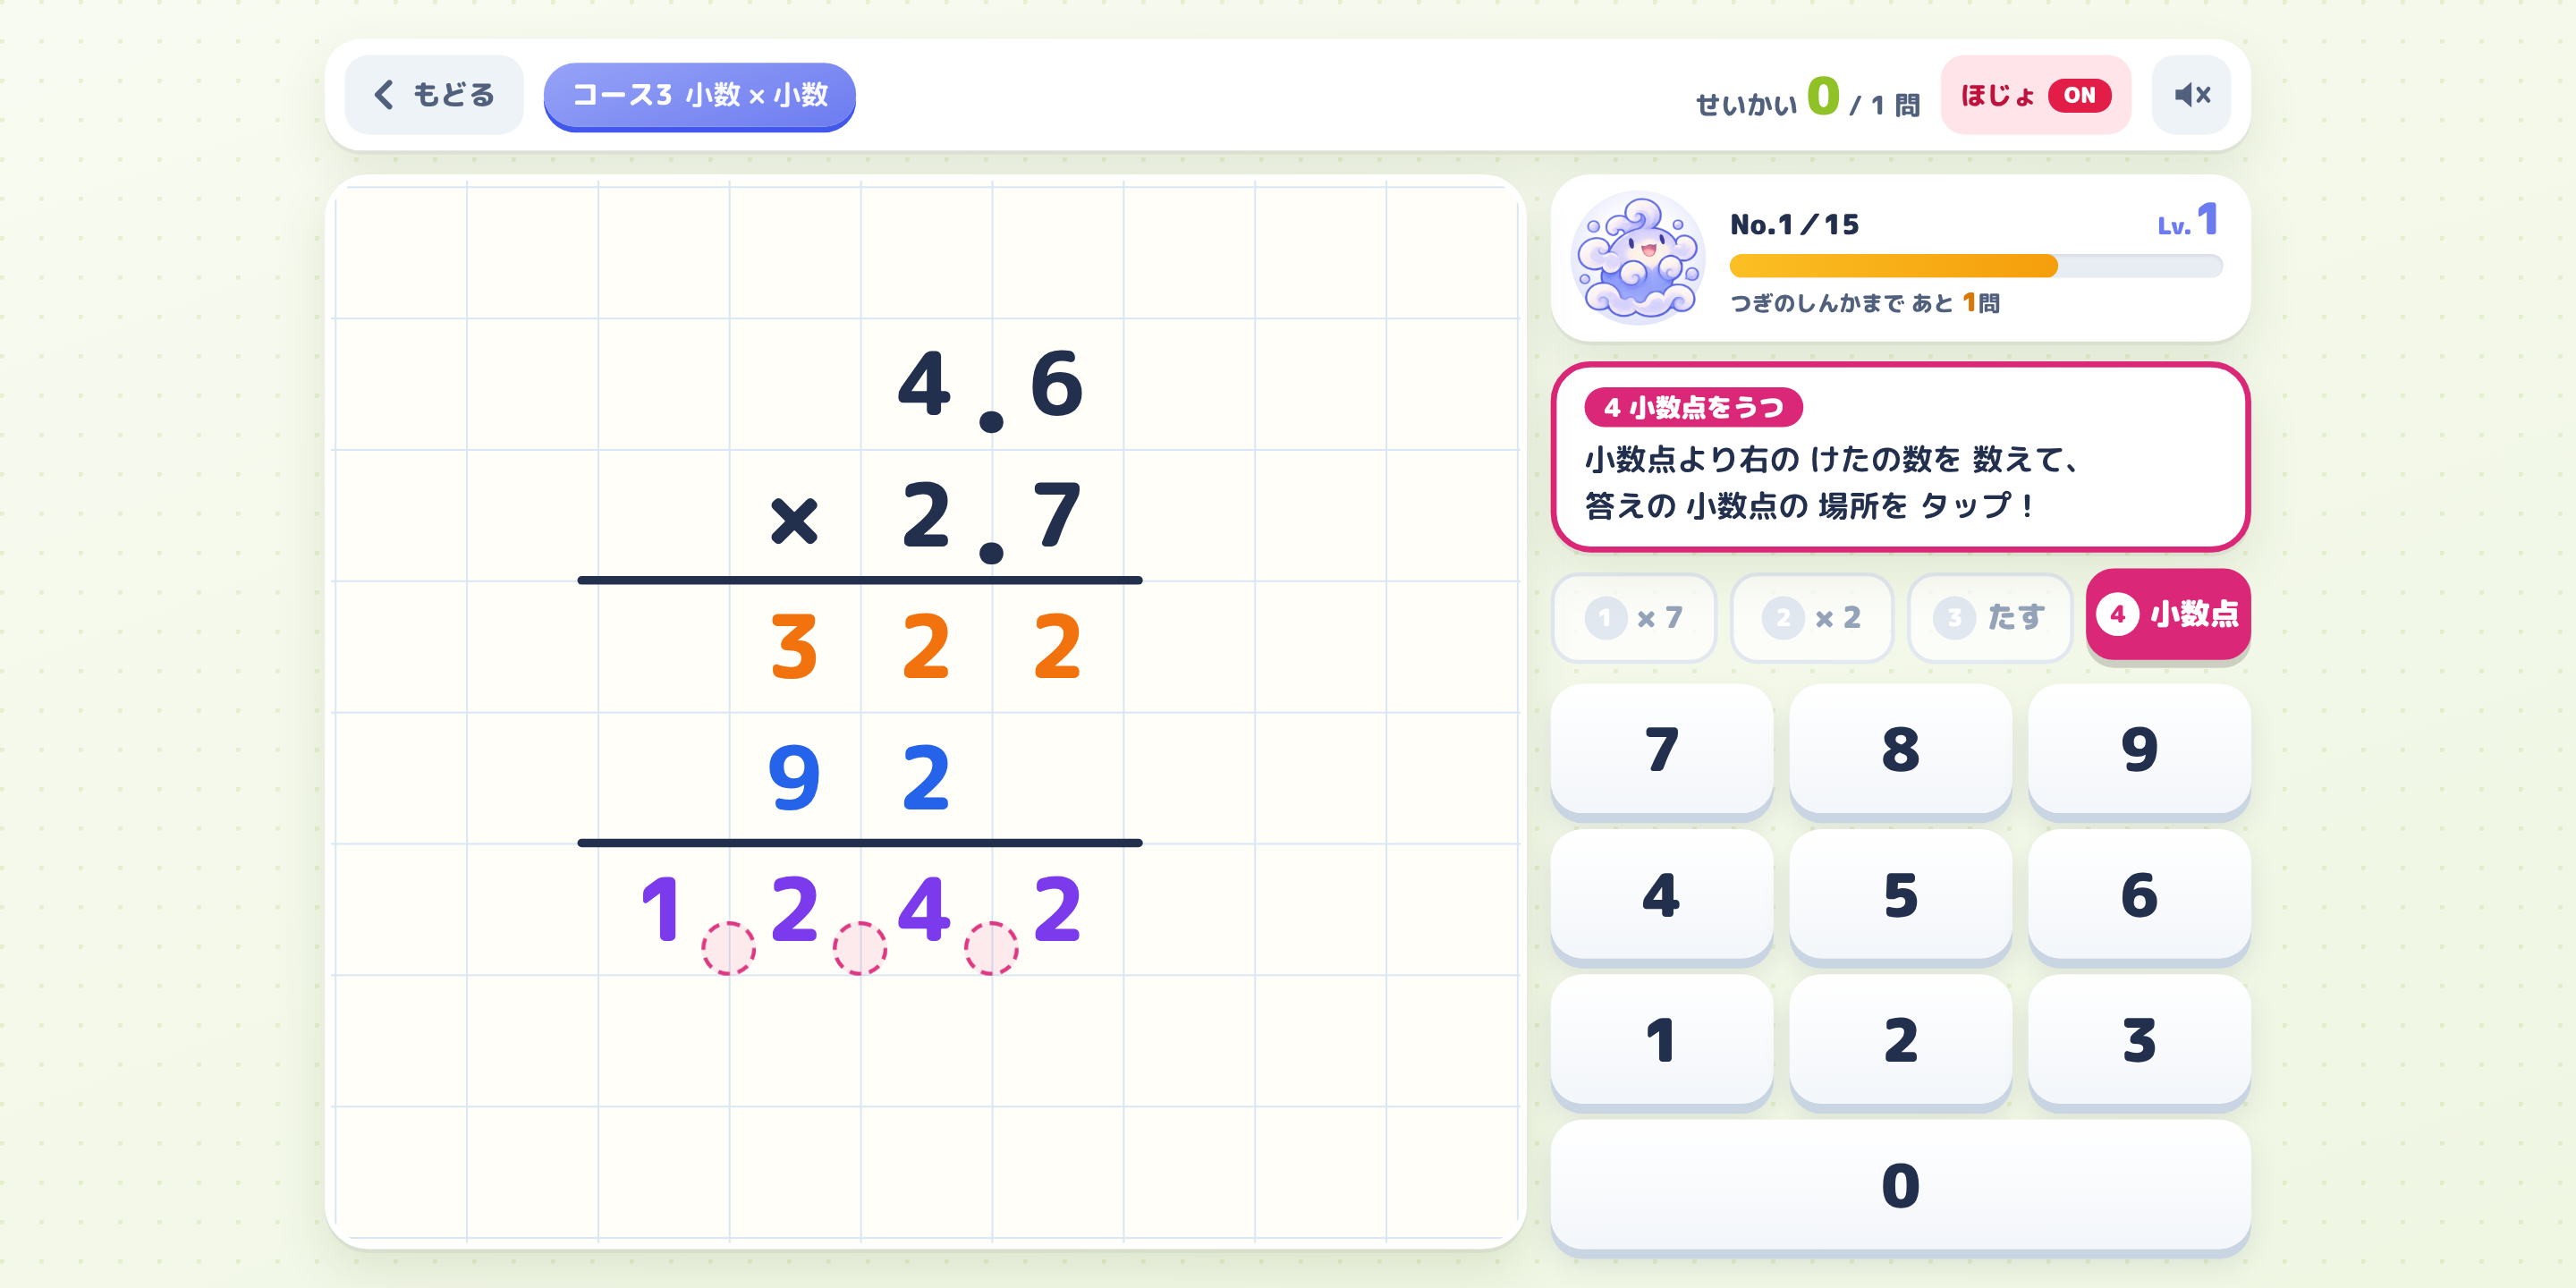 もどる
コース3 小数×小数
せいかい 0 / 1 問
ほじょ ON
4.6
× 2.7
3 2 2
9 2
1 2 4 2
No.1/15
Lv.1
つぎのしんかまで あと 1問
4 小数点をうつ
小数点より右の けたの数を 数えて、
答えの 小数点の 場所を タップ！
1 ×7
2 ×2
3 たす
4 小数点
7 8 9
4 5 6
1 2 3
0